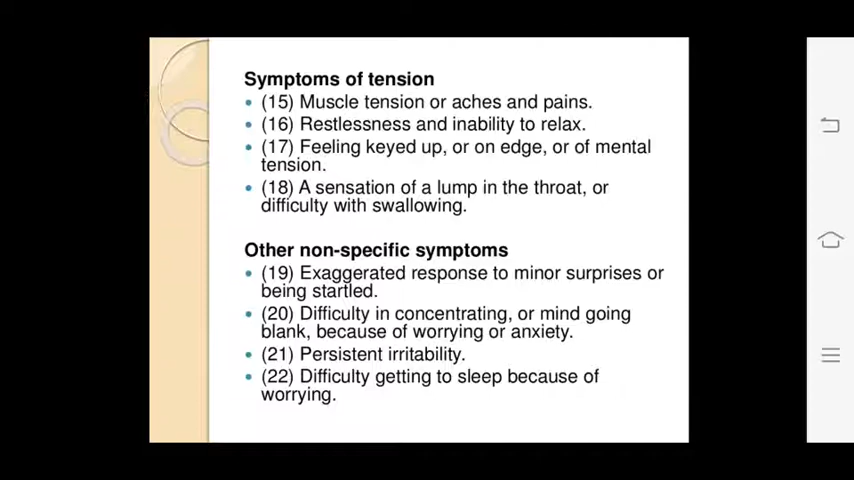 Symptoms of tension
• (15) Muscle tension or aches and pains.
• (16) Restlessness and inability to relax.
• (17) Feeling keyed up, or on edge, or of mental
tension.
• (18) A sensation of a lump in the throat, or
difficulty with swallowing.
Other non-specific symptoms
• (19) Exaggerated response to minor surprises or
being startled.
• (20) Difficulty in concentrating, or mind going
blank, because of worrying or anxiety.
• (21) Persistent irritability.
• (22) Difficulty getting to sleep because of
worrying.